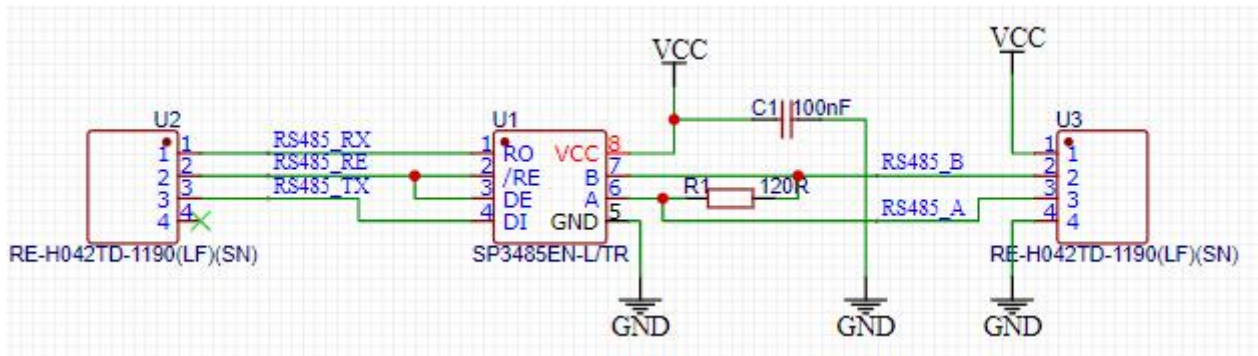 VCC
VCC
C1 100nF
U2
U1
U3
1 1 RS485_RX 1 RO VCC 8 1 1
2 2 RS485_RE 2 /RE B 7 RS485_B 2 2
3 3 RS485_TX 3 DE A 6 R1 120R 3 3
4 4 4 DI GND 5 RS485_A 4 4
RE-H042TD-1190(LF)(SN)
SP3485EN-L/TR
RE-H042TD-1190(LF)(SN)
GND
GND
GND